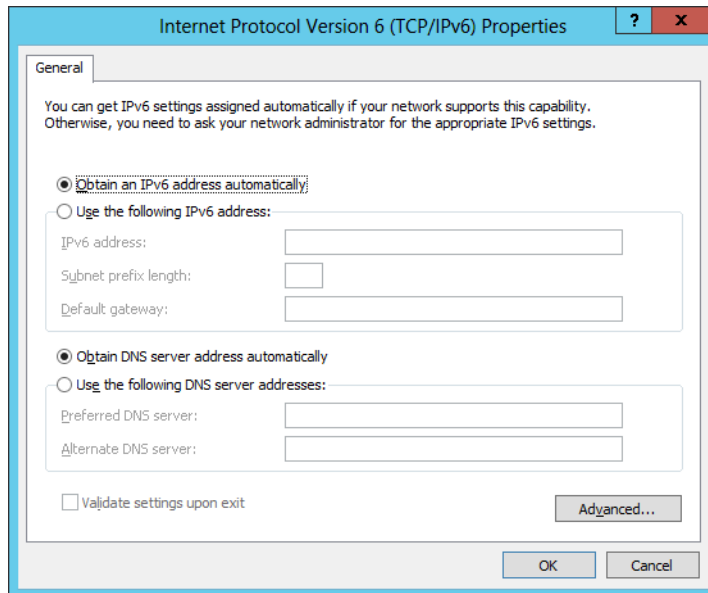 Internet Protocol Version 6 (TCP/IPv6) Properties
?
x
General
You can get IPv6 settings assigned automatically if your network supports this capability.
Otherwise, you need to ask your network administrator for the appropriate IPv6 settings.
Obtain an IPv6 address automatically
Use the following IPv6 address:
IPv6 address:
Subnet prefix length:
Default gateway:
Obtain DNS server address automatically
Use the following DNS server addresses:
Preferred DNS server:
Alternate DNS server:
Validate settings upon exit
Advanced...
OK
Cancel